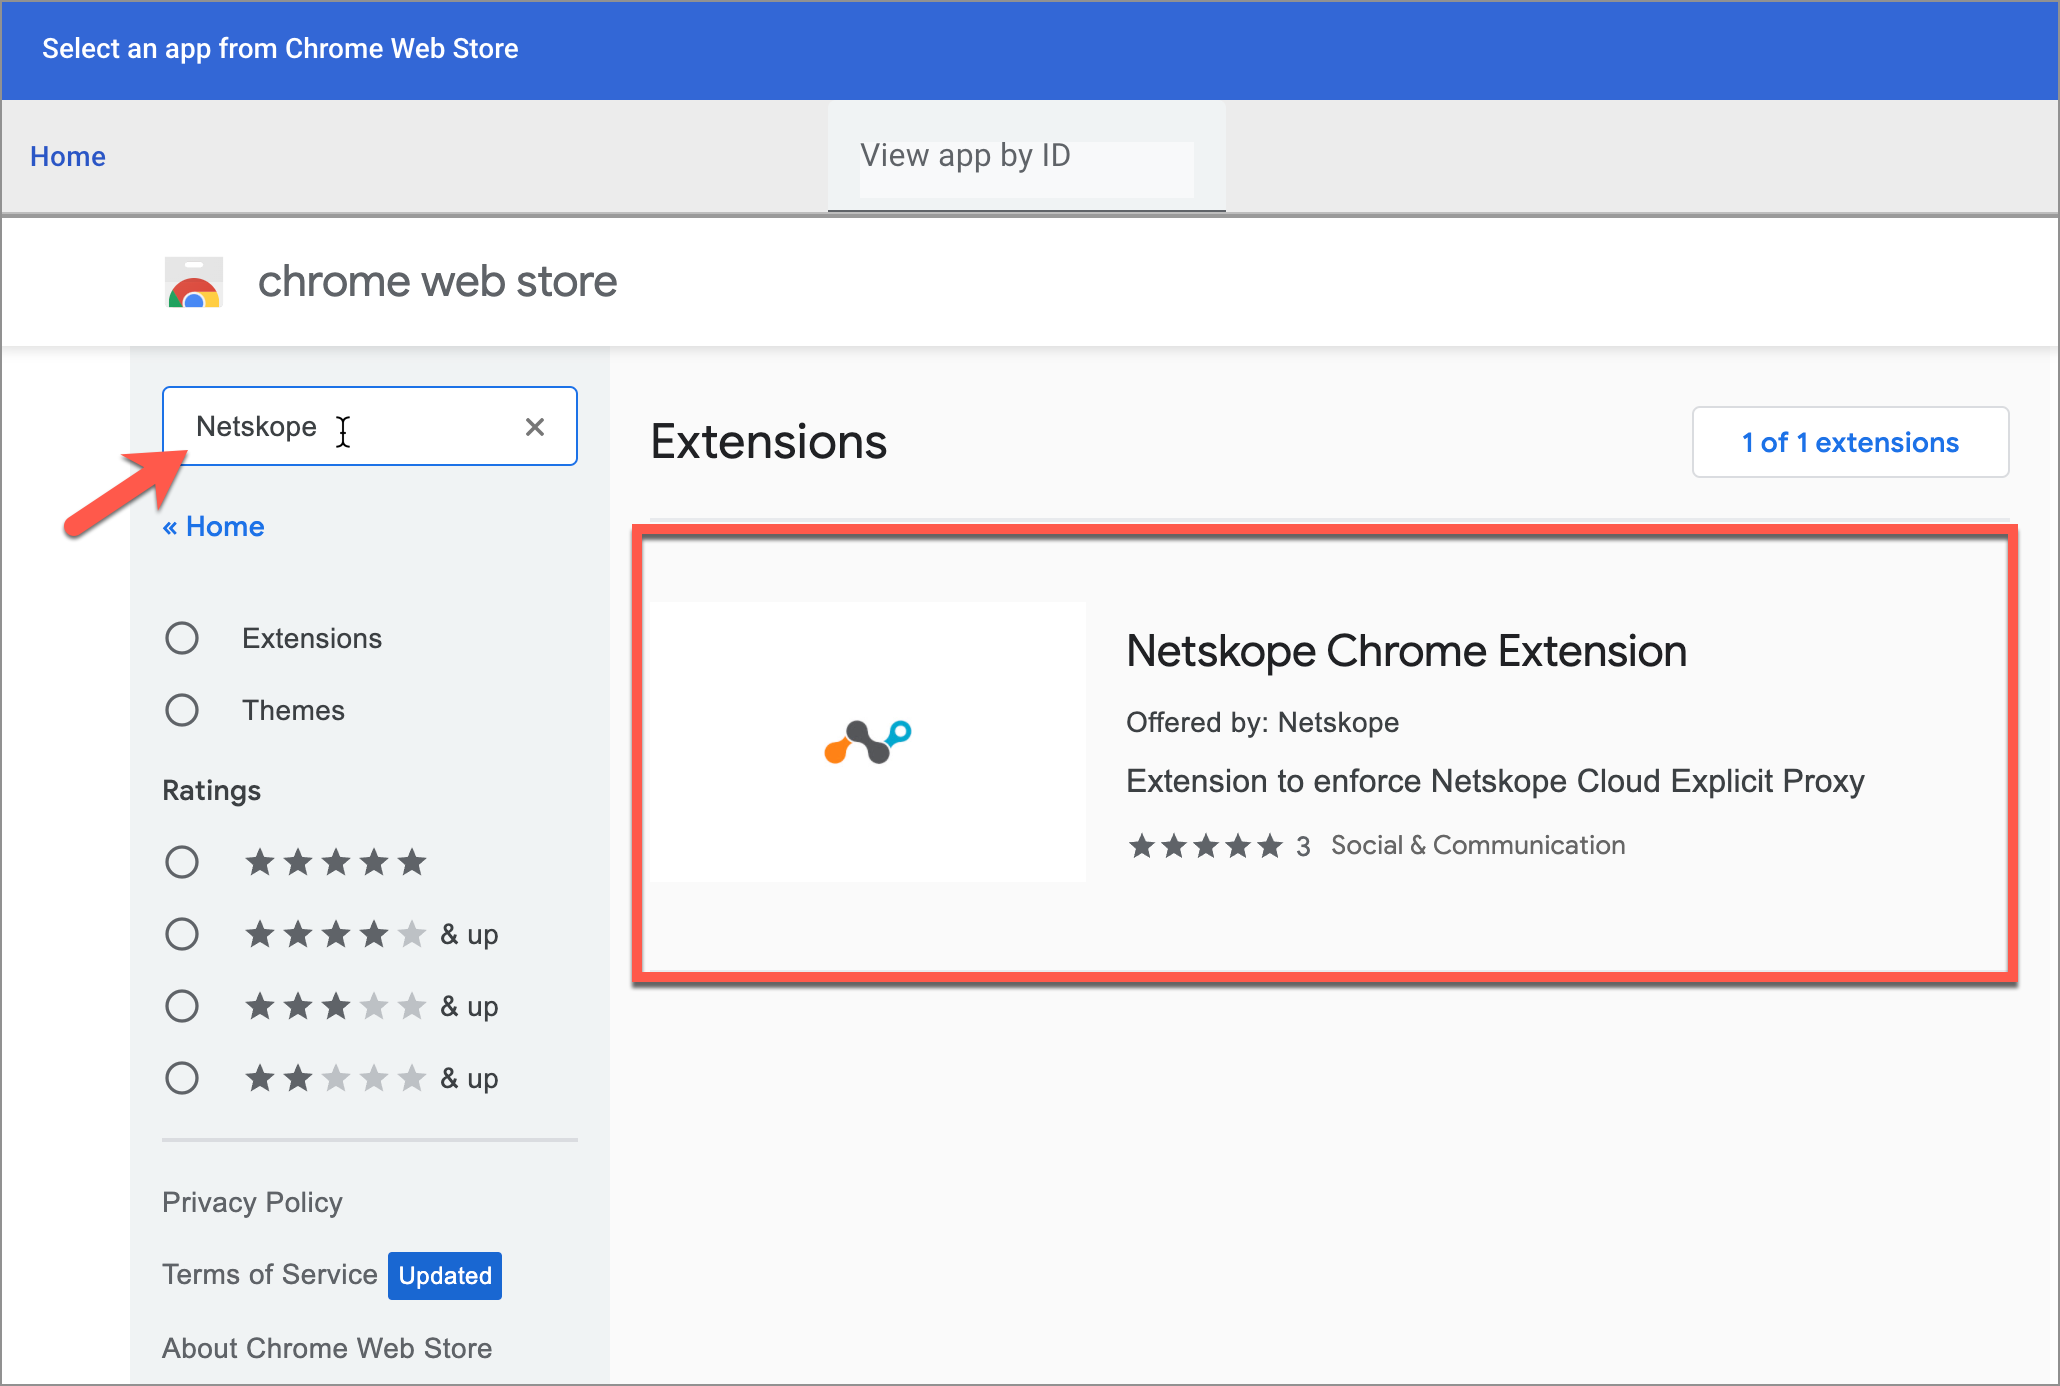 Select an app from Chrome Web Store
Home
View app by ID
chrome web store
Netskope
« Home
Extensions
Themes
Ratings
& up
& up
& up
Privacy Policy
Terms of Service Updated
About Chrome Web Store
Extensions
1 of 1 extensions
Netskope Chrome Extension
Offered by: Netskope
Extension to enforce Netskope Cloud Explicit Proxy
3 Social & Communication